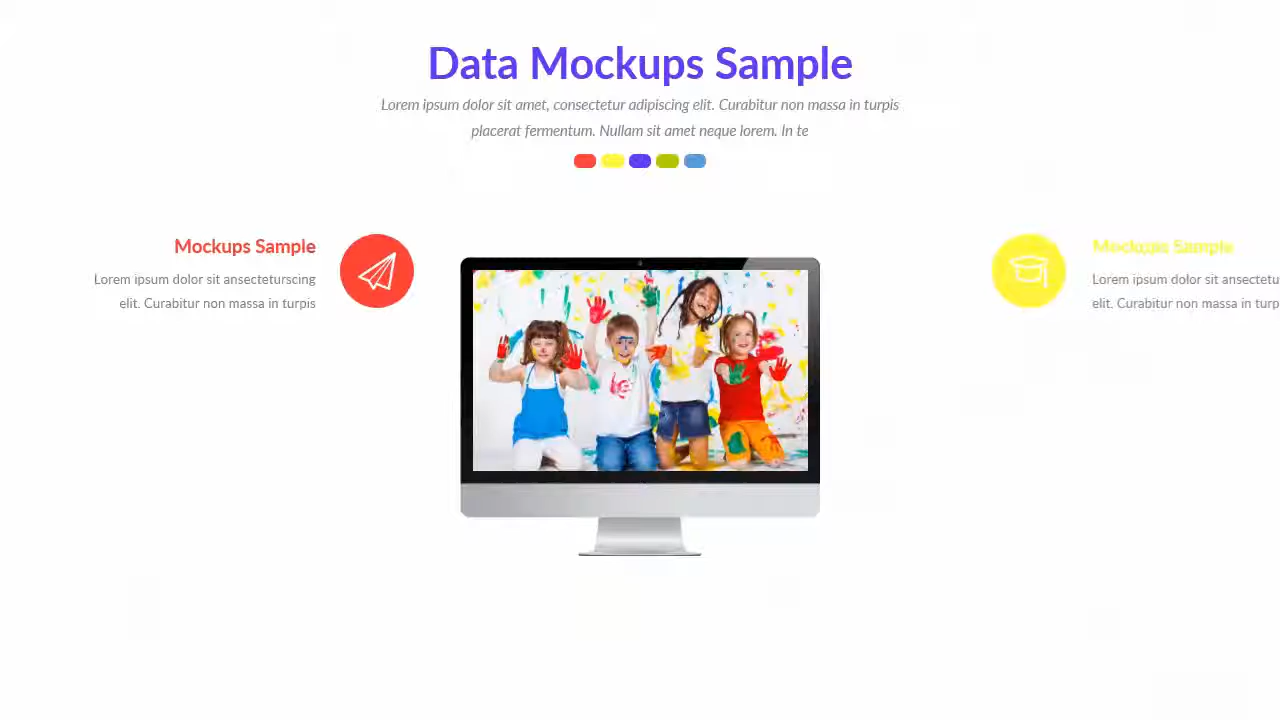 Data Mockups Sample
Lorem ipsum dolor sit amet, consectetur adipiscing elit. Curabitur non massa in turpis
placerat fermentum. Nullam sit amet neque lorem. In te
Mockups Sample
Lorem ipsum dolor sit ansecteturscing
elit. Curabitur non massa in turpis
Mockups Sample
Lorem ipsum dolor sit ansectetu
elit. Curabitur non massa in turp